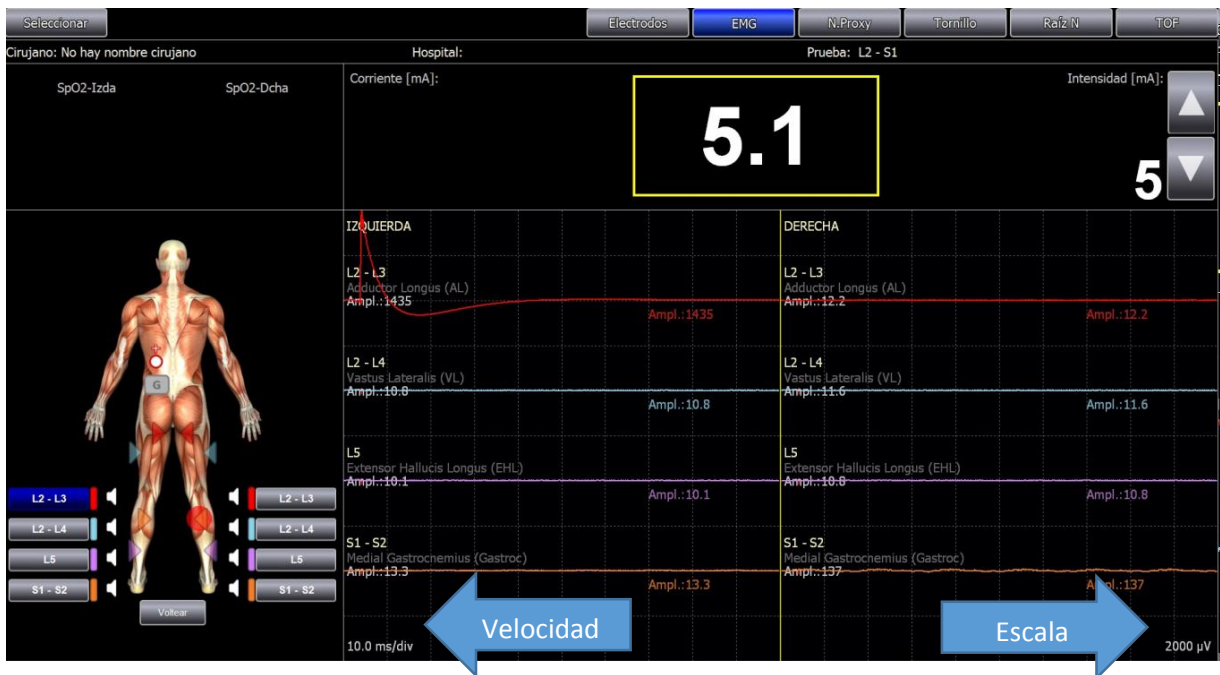 Seleccionar
Electrodos
EMG
N.Proxy
Tornillo
Raíz N
TOF
Cirujano: No hay nombre cirujano
Hospital:
Prueba: L2 - S1
SpO2-Izda
SpO2-Dcha
Corriente [mA]:
5.1
Intensidad [mA]:
5
IZQUIERDA
L2 - L3
Adductor Longus (AL)
Ampl.:1435
Ampl.:1435
L2 - L4
Vastus Lateralis (VL)
Ampl.:10.8
Ampl.:10.8
L5
Extensor Hallucis Longus (EHL)
Ampl.:10.1
Ampl.:10.1
S1 - S2
Medial Gastrocnemius (Gastroc)
Ampl.:13.3
Ampl.:13.3
DERECHA
L2 - L3
Adductor Longus (AL)
Ampl.:12.2
Ampl.:12.2
L2 - L4
Vastus Lateralis (VL)
Ampl.:11.6
Ampl.:11.6
L5
Extensor Hallucis Longus (EHL)
Ampl.:10.8
Ampl.:10.8
S1 - S2
Medial Gastrocnemius (Gastroc)
Ampl.:137
Ampl.:137
G
L2 - L3
L2 - L3
L2 - L4
L2 - L4
L5
L5
S1 - S2
S1 - S2
Voltear
Velocidad
Escala
10.0 ms/div
2000 µV